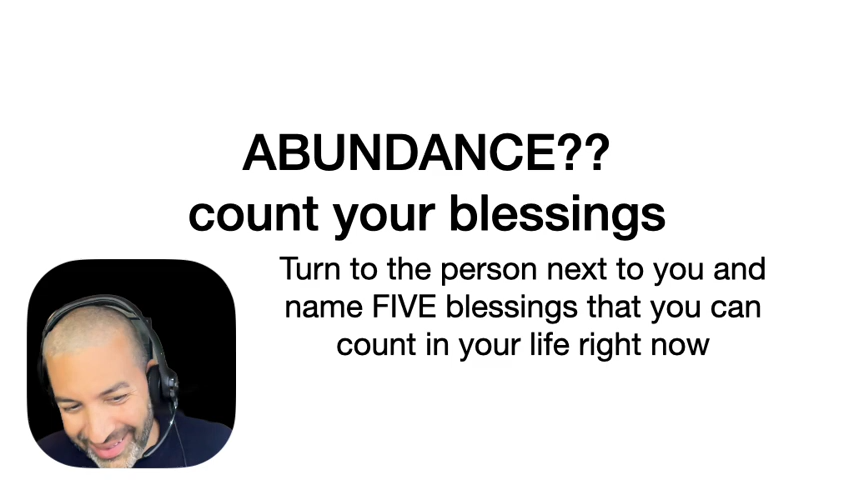 ABUNDANCE??
count your blessings
Turn to the person next to you and
name FIVE blessings that you can
count in your life right now